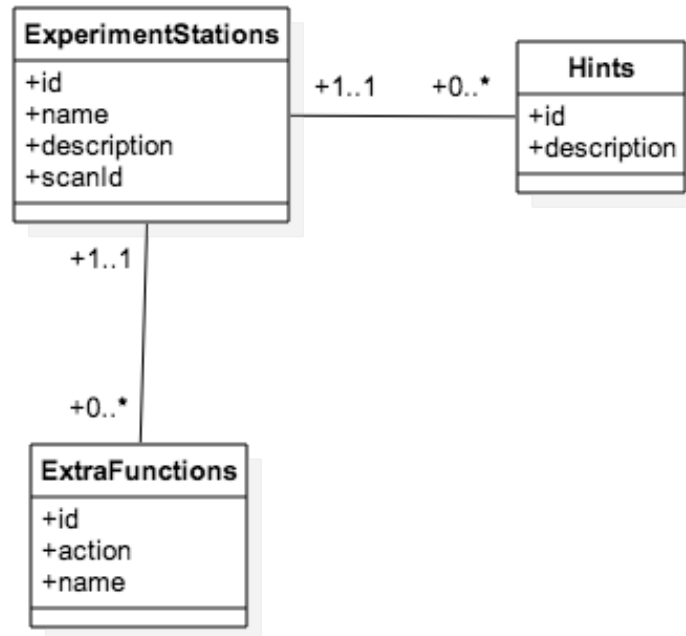 ExperimentStations
+id
+name
+description
+scanId
+1..1
+0..*
Hints
+id
+description
+1..1
+0..*
ExtraFunctions
+id
+action
+name